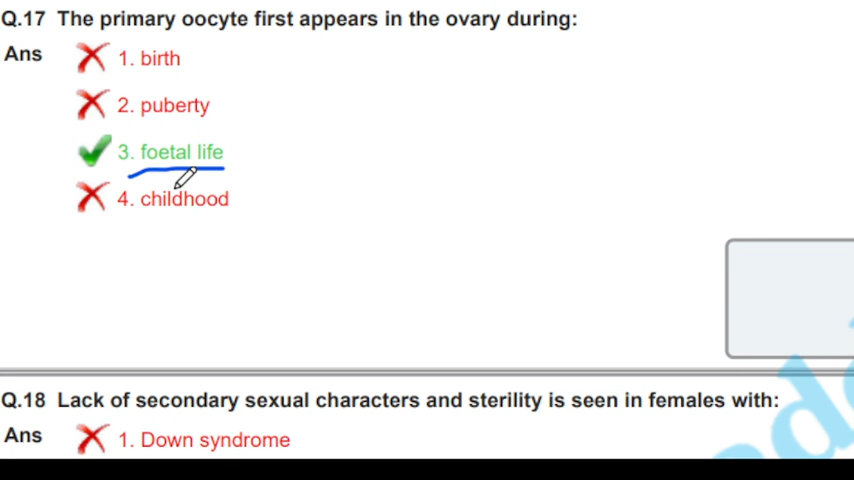 Q.17 The primary oocyte first appears in the ovary during:
Ans 1. birth
2. puberty
3. foetal life
4. childhood
Q.18 Lack of secondary sexual characters and sterility is seen in females with:
Ans 1. Down syndrome